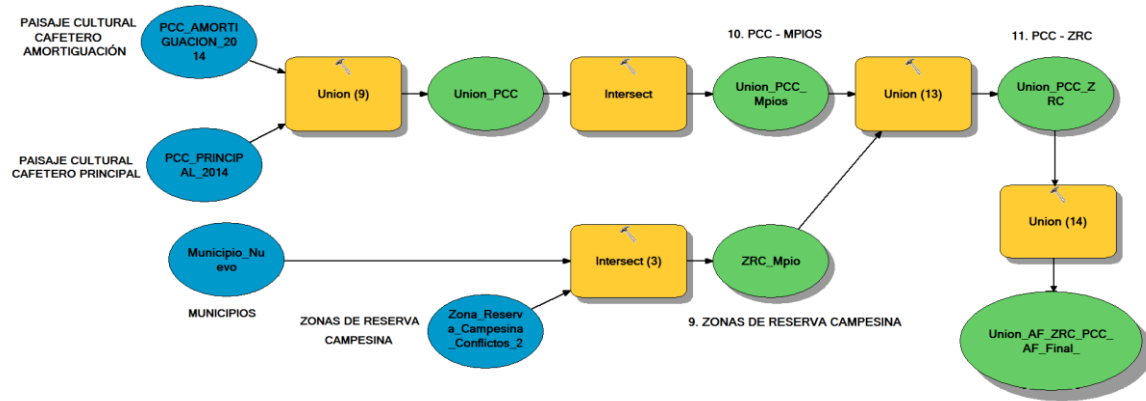 PAISAJE CULTURAL
CAFETERO
AMORTIGUACIÓN
PCC_AMORTI
GUACION_20
14
Union (9)
Union_PCC
Intersect
10. PCC - MPIOS
Union_PCC_
Mpios
Union (13)
11. PCC - ZRC
Union_PCC_Z
RC
PAISAJE CULTURAL
CAFETERO PRINCIPAL
PCC_PRINCIP
AL_2014
Union (14)
Municipio_Nu
evo
MUNICIPIOS
Intersect (3)
ZRC_Mpio
ZONAS DE RESERVA
CAMPESINA
Zona_Reserv
a_Campesina
_Conflictos_2
9. ZONAS DE RESERVA CAMPESINA
Union_AF_ZRC_PCC_
AF_Final_